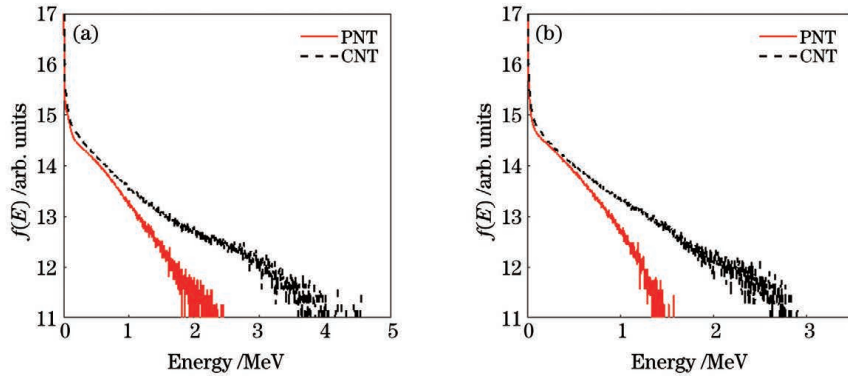 (a)
PNT
CNT
17
16
15
14
13
12
11
f(E) /arb. units
0
1
2
3
4
5
Energy /MeV
(b)
PNT
CNT
17
16
15
14
13
12
11
f(E) /arb. units
0
1
2
3
Energy /MeV